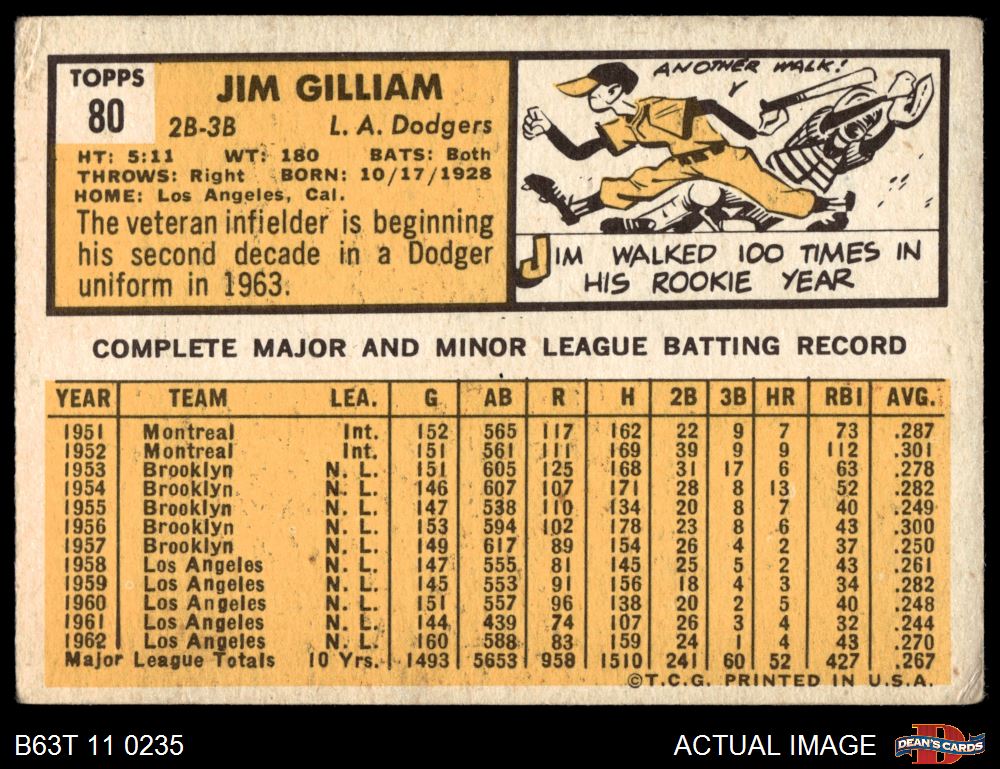 TOPPS
80
JIM GILLIAM
2B-3B L. A. Dodgers
HT: 5:11 WT: 180 BATS: Both
THROWS: Right BORN: 10/17/1928
HOME: Los Angeles, Cal.
The veteran infielder is beginning
his second decade in a Dodger
uniform in 1963.
ANOTHER WALK!
JIM WALKED 100 TIMES IN
HIS ROOKIE YEAR
COMPLETE MAJOR AND MINOR LEAGUE BATTING RECORD
YEAR TEAM LEA. G AB R H 2B 3B HR RBI AVG.
1951 Montreal Int. 152 565 117 162 22 9 7 73 .287
1952 Montreal Int. 151 561 111 169 39 9 9 112 .301
1953 Brooklyn N. L. 151 605 125 168 31 17 6 63 .278
1954 Brooklyn N. L. 146 607 107 171 28 8 13 52 .282
1955 Brooklyn N. L. 147 538 110 134 20 8 7 40 .249
1956 Brooklyn N. L. 153 594 102 178 23 8 6 43 .300
1957 Brooklyn N. L. 149 617 89 154 26 4 2 37 .250
1958 Los Angeles N. L. 147 555 81 145 25 5 2 43 .261
1959 Los Angeles N. L. 145 553 91 156 18 4 3 34 .282
1960 Los Angeles N. L. 151 557 96 138 20 2 5 40 .248
1961 Los Angeles N. L. 144 439 74 107 26 3 4 32 .244
1962 Los Angeles N. L. 160 588 83 159 24 1 4 43 .270
Major League Totals 10 Yrs. 1493 5653 958 1510 241 60 52 427 .267
©T.C.G. PRINTED IN U.S.A.
B63T 11 0235
ACTUAL IMAGE
D
DEAN'S CARDS